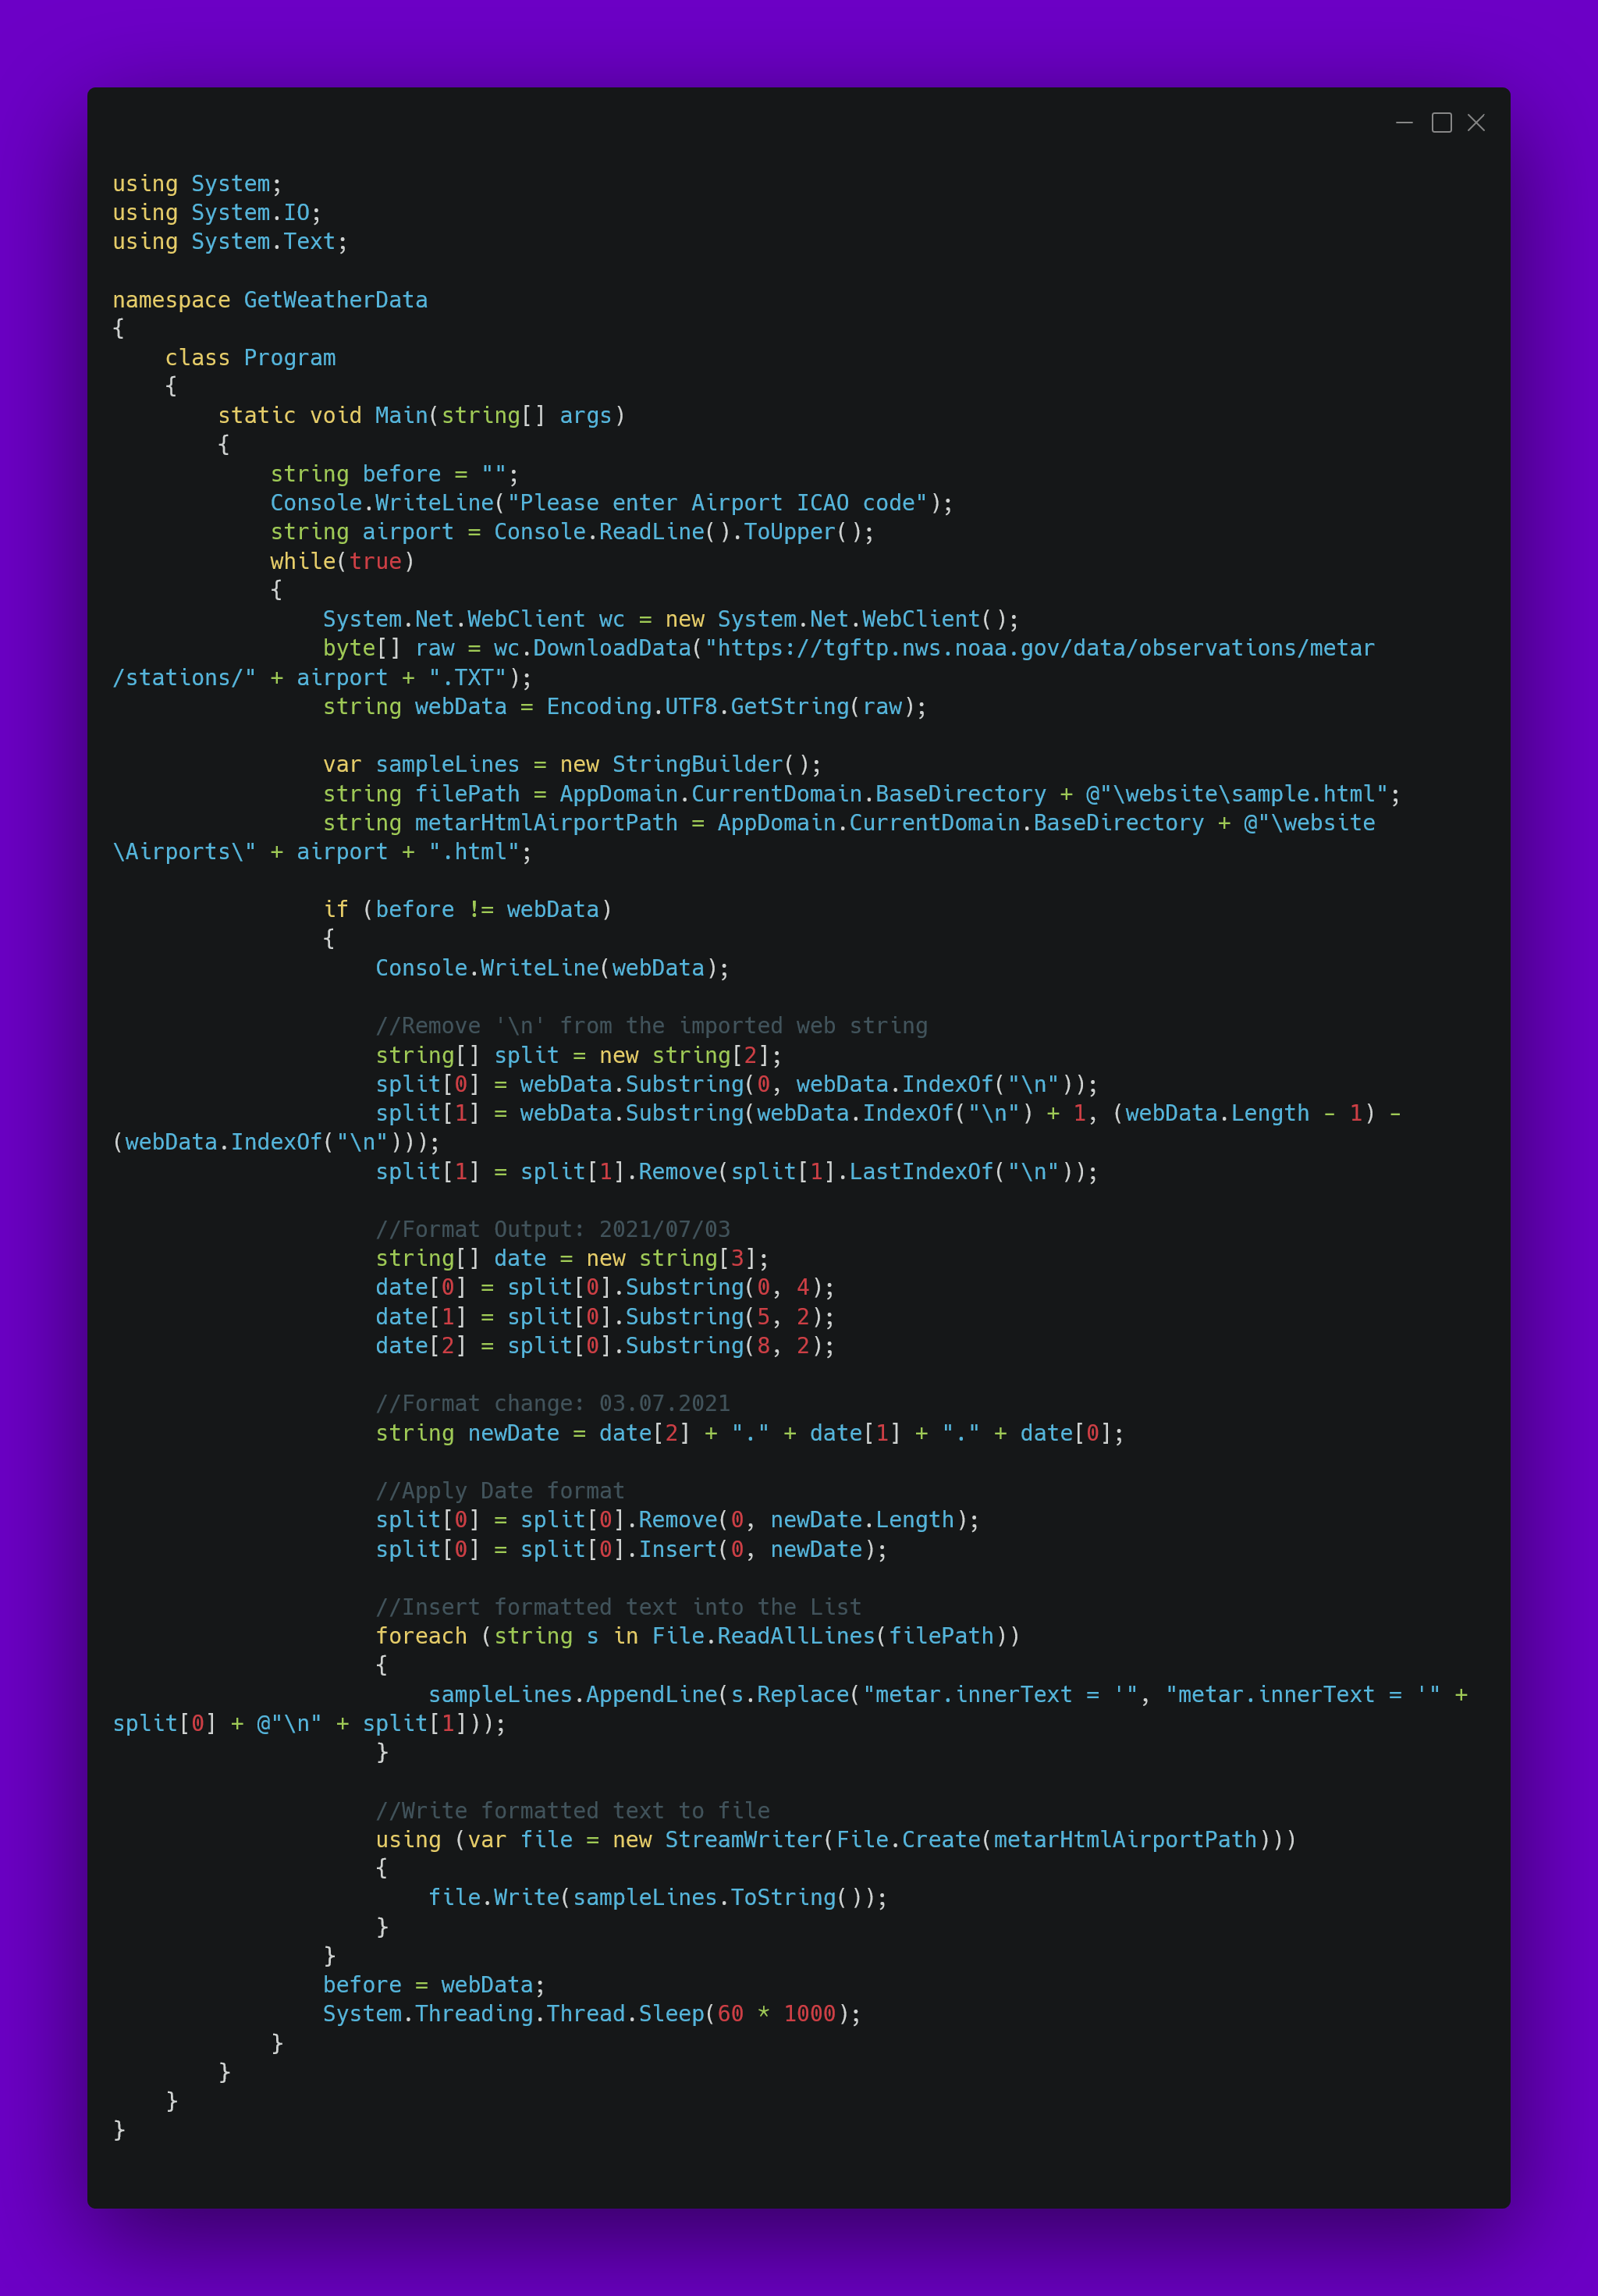 using System;
using System.IO;
using System.Text;

namespace GetWeatherData
{
    class Program
    {
        static void Main(string[] args)
        {
            string before = "";
            Console.WriteLine("Please enter Airport ICAO code");
            string airport = Console.ReadLine().ToUpper();
            while(true)
            {
                System.Net.WebClient wc = new System.Net.WebClient();
                byte[] raw = wc.DownloadData("https://tgftp.nws.noaa.gov/data/observations/metar
/stations/" + airport + ".TXT");
                string webData = Encoding.UTF8.GetString(raw);

                var sampleLines = new StringBuilder();
                string filePath = AppDomain.CurrentDomain.BaseDirectory + @"\website\sample.html";
                string metarHtmlAirportPath = AppDomain.CurrentDomain.BaseDirectory + @"\website
\Airports\" + airport + ".html";

                if (before != webData)
                {
                    Console.WriteLine(webData);

                    //Remove '\n' from the imported web string
                    string[] split = new string[2];
                    split[0] = webData.Substring(0, webData.IndexOf("\n"));
                    split[1] = webData.Substring(webData.IndexOf("\n") + 1, (webData.Length - 1) -
(webData.IndexOf("\n")));
                    split[1] = split[1].Remove(split[1].LastIndexOf("\n"));

                    //Format Output: 2021/07/03
                    string[] date = new string[3];
                    date[0] = split[0].Substring(0, 4);
                    date[1] = split[0].Substring(5, 2);
                    date[2] = split[0].Substring(8, 2);

                    //Format change: 03.07.2021
                    string newDate = date[2] + "." + date[1] + "." + date[0];

                    //Apply Date format
                    split[0] = split[0].Remove(0, newDate.Length);
                    split[0] = split[0].Insert(0, newDate);

                    //Insert formatted text into the List
                    foreach (string s in File.ReadAllLines(filePath))
                    {
                        sampleLines.AppendLine(s.Replace("metar.innerText = '", "metar.innerText = '" +
split[0] + @"\n" + split[1]));
                    }

                    //Write formatted text to file
                    using (var file = new StreamWriter(File.Create(metarHtmlAirportPath)))
                    {
                        file.Write(sampleLines.ToString());
                    }
                }
                before = webData;
                System.Threading.Thread.Sleep(60 * 1000);
            }
        }
    }
}